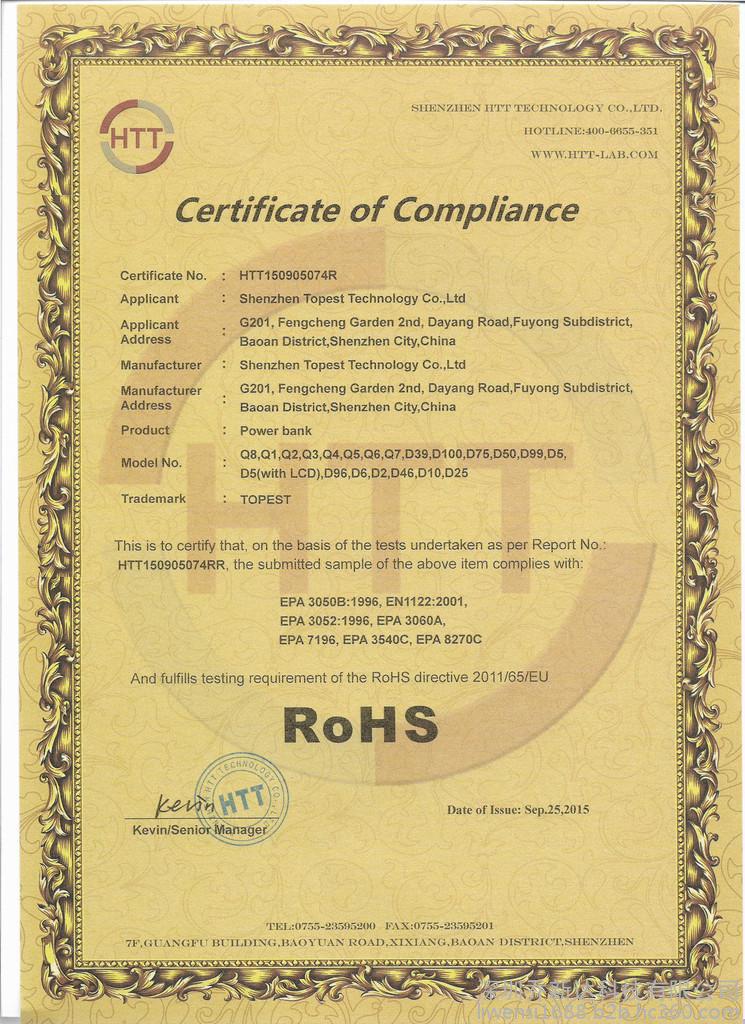 HTT
SHENZHEN HTT TECHNOLOGY CO.,LTD.
HOTLINE:400-6655-351
WWW.HTT-LAB.COM
Certificate of Compliance
Certificate No. : HTT150905074R
Applicant : Shenzhen Topest Technology Co.,Ltd
Applicant Address : G201, Fengcheng Garden 2nd, Dayang Road,Fuyong Subdistrict,
Baoan District,Shenzhen City,China
Manufacturer : Shenzhen Topest Technology Co.,Ltd
Manufacturer Address : G201, Fengcheng Garden 2nd, Dayang Road,Fuyong Subdistrict,
Baoan District,Shenzhen City,China
Product : Power bank
Model No. : Q8,Q1,Q2,Q3,Q4,Q5,Q6,Q7,D39,D100,D75,D50,D99,D5,
D5(with LCD),D96,D6,D2,D46,D10,D25
Trademark : TOPEST
HTT
This is to certify that, on the basis of the tests undertaken as per Report No.:
HTT150905074RR, the submitted sample of the above item complies with:
EPA 3050B:1996, EN1122:2001,
EPA 3052:1996, EPA 3060A,
EPA 7196, EPA 3540C, EPA 8270C
And fulfills testing requirement of the RoHS directive 2011/65/EU
RoHS
Kevin
HTT TECHNOLOGY CO.,LTD
HTT
Kevin/Senior Manager
Date of Issue: Sep.25,2015
TEL:0755-23595200 FAX:0755-23595201
7F,GUANGFU BUILDING,BAOYUAN ROAD,XIXIANG,BAOAN DISTRICT,SHENZHEN